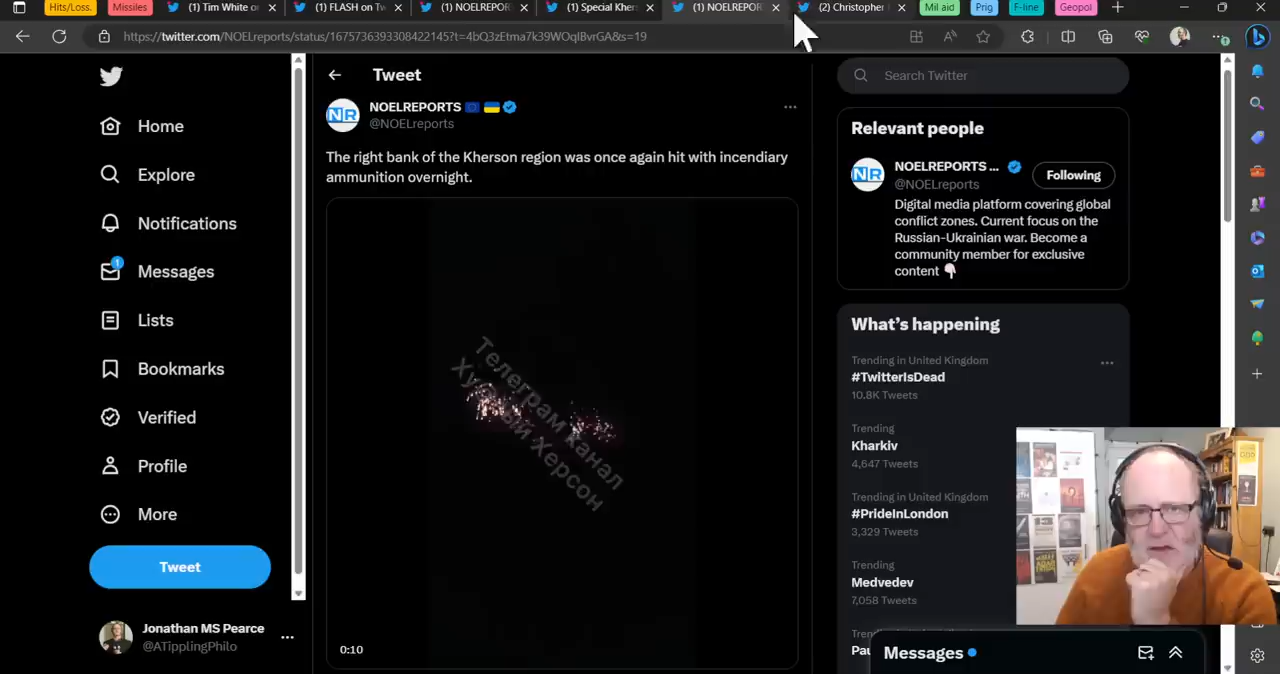 Hits/Loss.
Missiles
(1) Tim White or
(1) FLASH on Tw
(1) NOELREPOR
(1) Special Kher
(1) NOELREPOR
(2) Christopher
Mil aid
Prig
F-line
Geopol
https://twitter.com/NOELreports/status/1675736393308422145?t=4bQ3zEtma7k39WOqIBvrGA&s=19
Home
Explore
Notifications
1
Messages
Lists
Bookmarks
Verified
Profile
More
Tweet
Jonathan MS Pearce
@ATipplingPhilo
Tweet
NR
NOELREPORTS
@NOELreports
The right bank of the Kherson region was once again hit with incendiary
ammunition overnight.
Телеграм канал
Херсон
0:10
Search Twitter
Relevant people
NR
NOELREPORTS ...
@NOELreports
Following
Digital media platform covering global
conflict zones. Current focus on the
Russian-Ukrainian war. Become a
community member for exclusive
content
What's happening
Trending in United Kingdom
#TwitterIsDead
10.8K Tweets
Trending
Kharkiv
4,647 Tweets
Trending in United Kingdom
#PrideInLondon
3,329 Tweets
Trending
Medvedev
7,058 Tweets
Messages